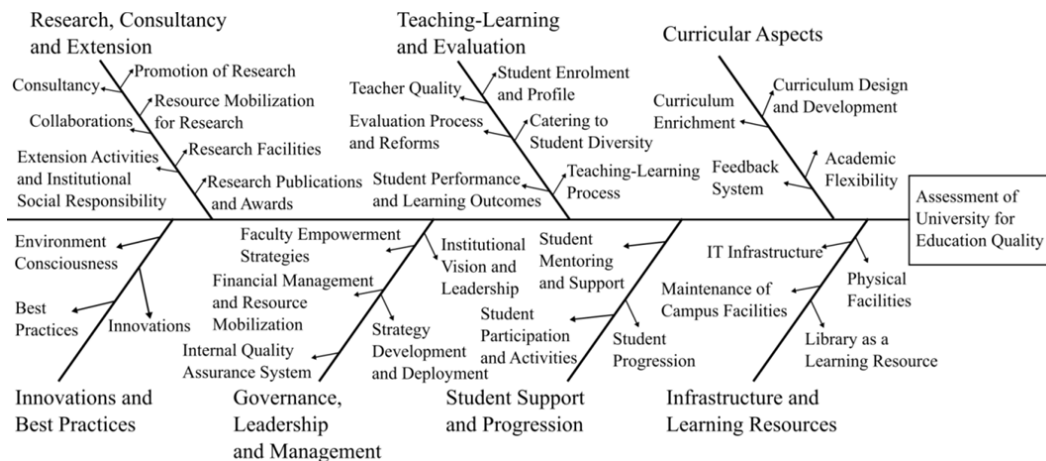 Research, Consultancy
and Extension
Consultancy
Promotion of Research
Resource Mobilization
for Research
Collaborations
Research Facilities
Extension Activities
and Institutional
Social Responsibility
Research Publications
and Awards
Teaching-Learning
and Evaluation
Teacher Quality
Student Enrolment
and Profile
Evaluation Process
and Reforms
Catering to
Student Diversity
Student Performance
and Learning Outcomes
Teaching-Learning
Process
Curricular Aspects
Curriculum Design
and Development
Curriculum
Enrichment
Feedback
System
Academic
Flexibility
Assessment of
University for
Education Quality
Environment
Consciousness
Best
Practices
Innovations
Innovations and
Best Practices
Faculty Empowerment
Strategies
Institutional
Vision and
Leadership
Financial Management
and Resource
Mobilization
Strategy
Development
and Deployment
Internal Quality
Assurance System
Governance,
Leadership
and Management
Student
Mentoring
and Support
Student
Participation
and Activities
Student
Progression
Student Support
and Progression
IT Infrastructure
Physical
Facilities
Maintenance of
Campus Facilities
Library as a
Learning Resource
Infrastructure and
Learning Resources